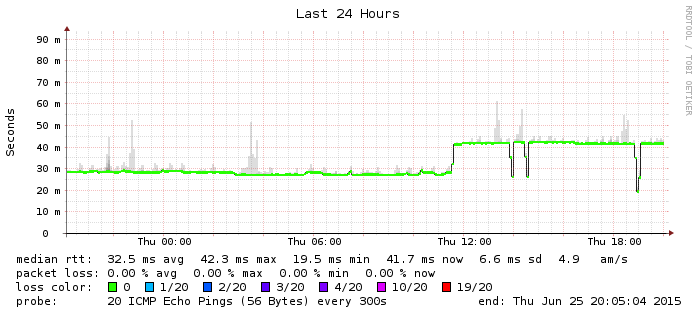 Last 24 Hours
RRDTOOL / TOBI OETIKER
Seconds
90 m
80 m
70 m
60 m
50 m
40 m
30 m
20 m
10 m
0
Thu 00:00 Thu 06:00 Thu 12:00 Thu 18:00
median rtt: 32.5 ms avg 42.3 ms max 19.5 ms min 41.7 ms now 6.6 ms sd 4.9 am/s
packet loss: 0.00 % avg 0.00 % max 0.00 % min 0.00 % now
loss color: 0 1/20 2/20 3/20 4/20 10/20 19/20
probe: 20 ICMP Echo Pings (56 Bytes) every 300s end: Thu Jun 25 20:05:04 2015